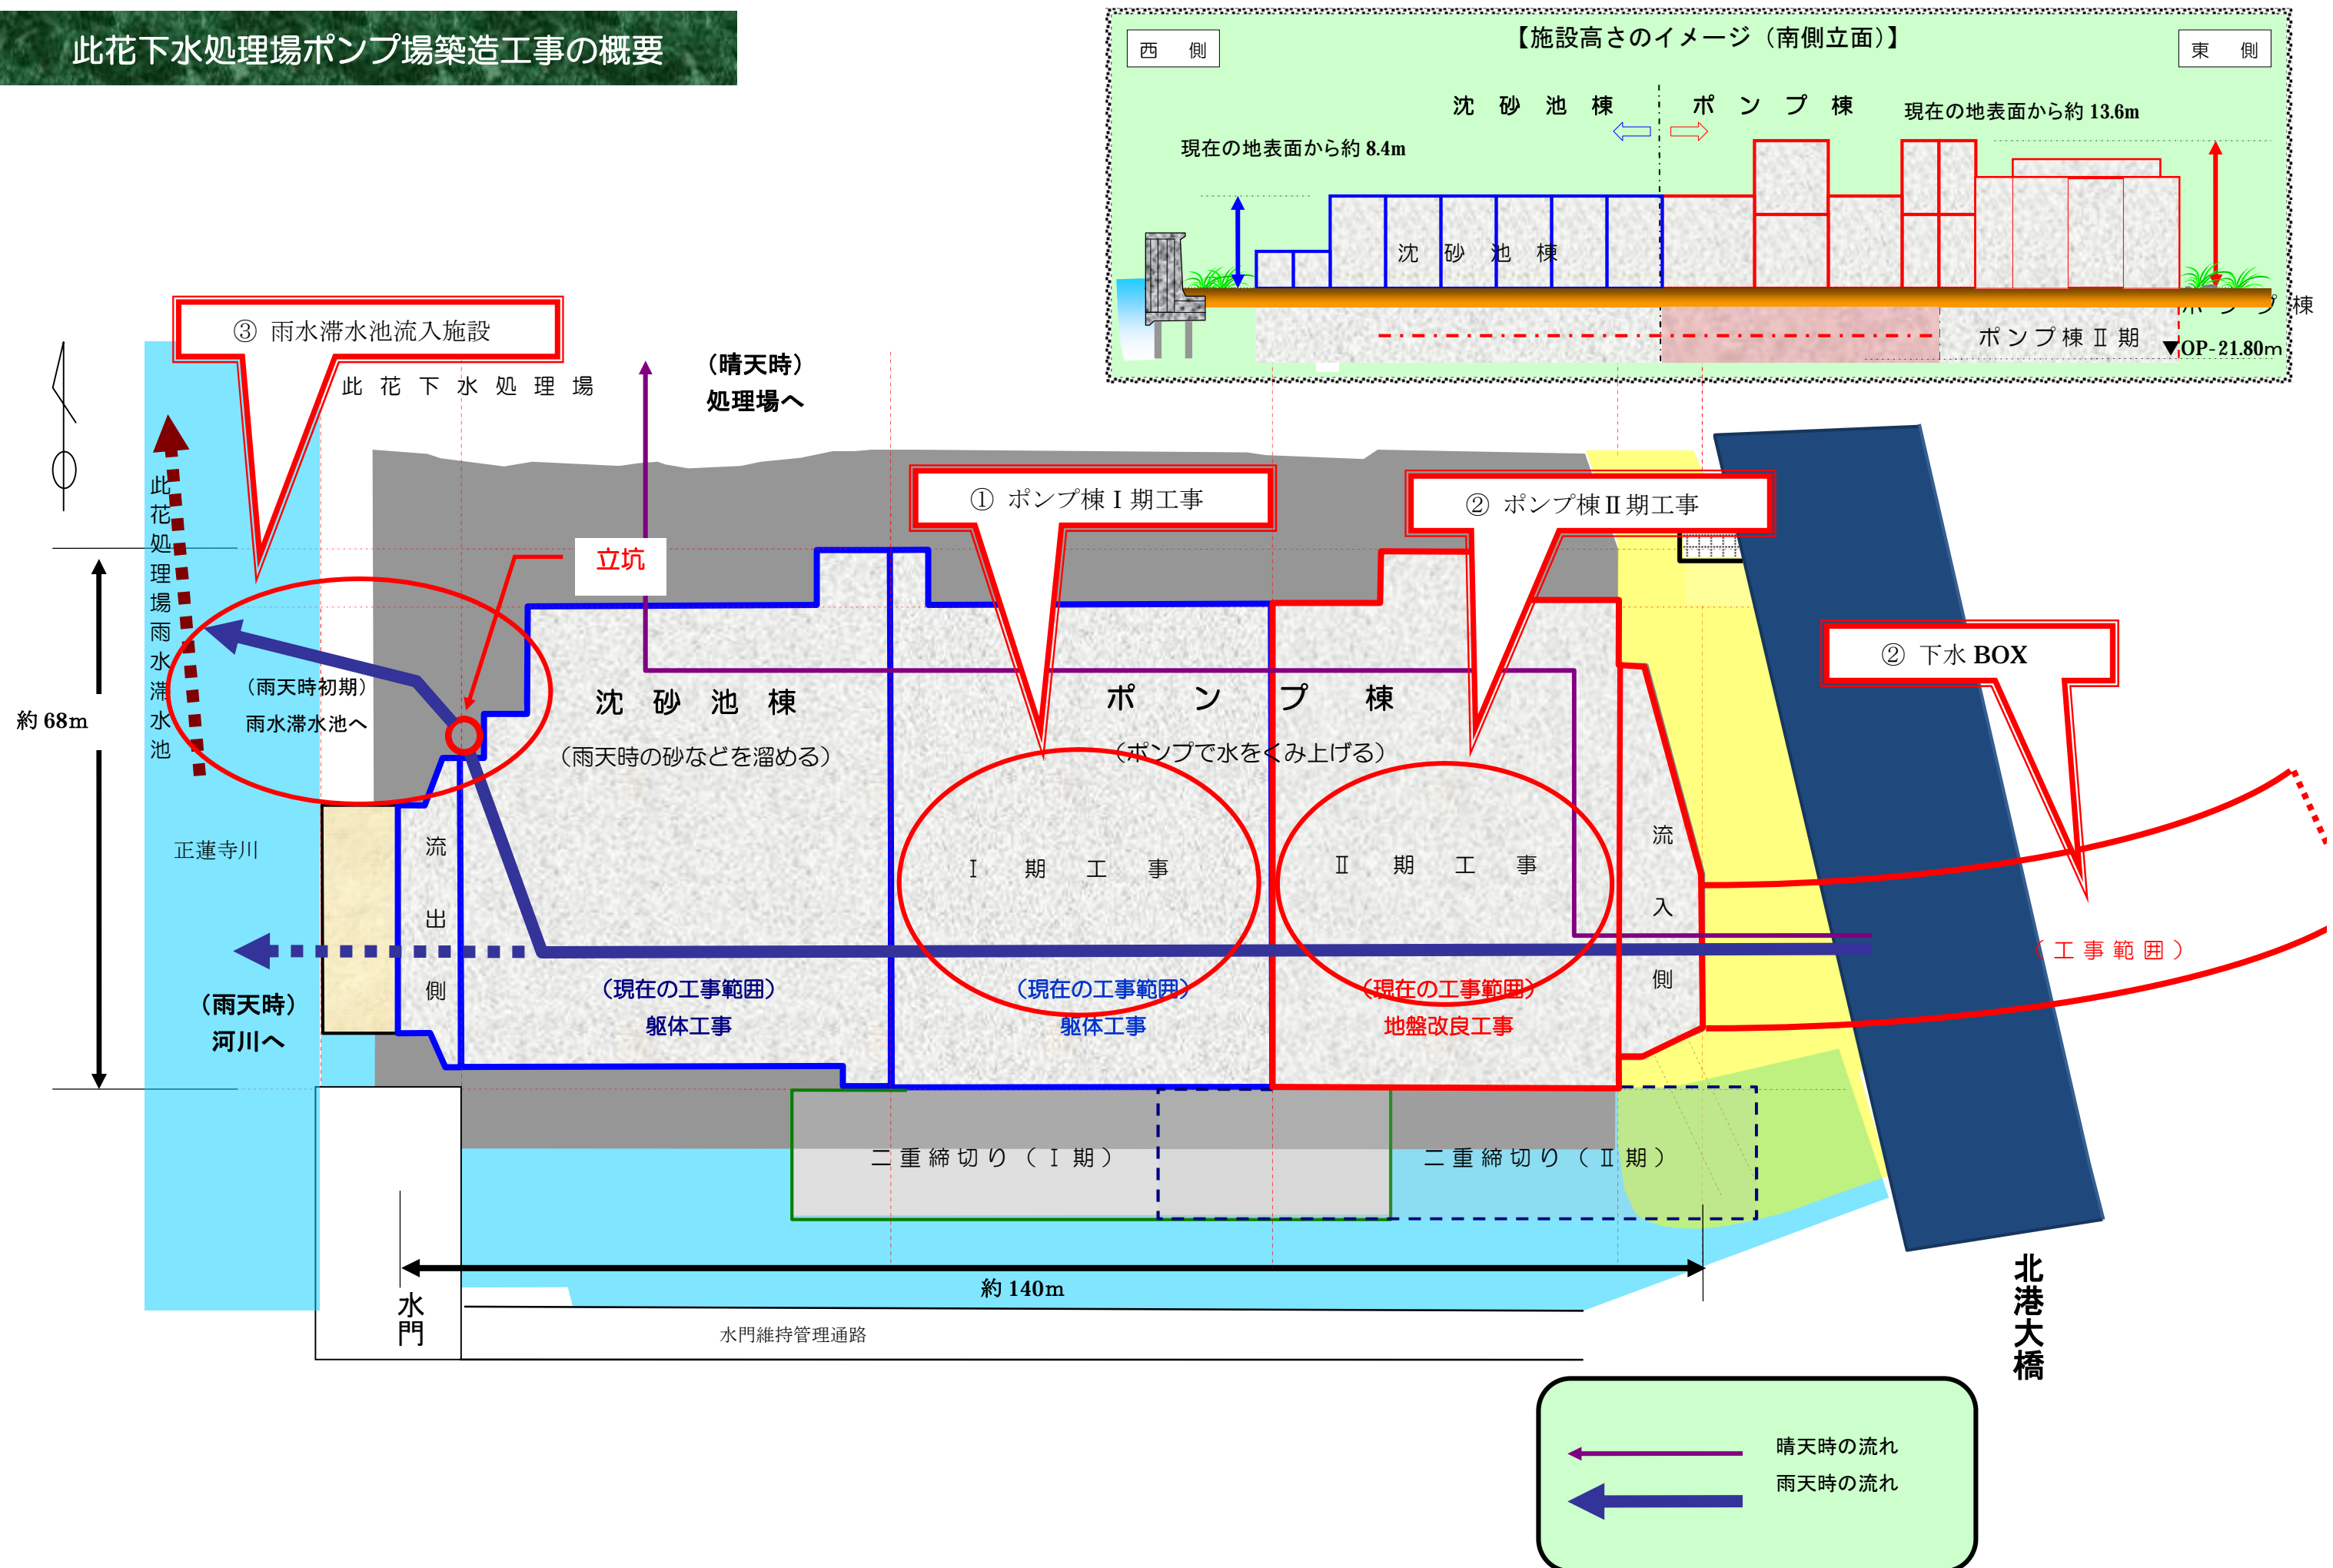 此花下水処理場ポンプ場築造工事の概要
【施設高さのイメージ（南側立面）】
西 側
東 側
沈 砂 池 棟
ポ ン プ 棟
現在の地表面から約 13.6m
現在の地表面から約 8.4m
沈 砂 池 棟
ポ ン プ 棟
ポンプ棟Ⅱ期
▼OP-21.80m
③ 雨水滞水池流入施設
此 花 下 水 処 理 場
（晴天時）
処理場へ
① ポンプ棟Ⅰ期工事
② ポンプ棟Ⅱ期工事
此花処理場雨水滞水池
立坑
② 下水 BOX
（雨天時初期）
雨水滞水池へ
約 68m
沈 砂 池 棟
（雨天時の砂などを溜める）
ポ ン プ 棟
（ポンプで水をくみ上げる）
正蓮寺川
流出側
Ⅰ 期 工 事
Ⅱ 期 工 事
流入側
（工事範囲）
（雨天時）
河川へ
（現在の工事範囲）
躯体工事
（現在の工事範囲）
躯体工事
（現在の工事範囲）
地盤改良工事
二重締切り（Ⅰ期）
二重締切り（Ⅱ期）
約 140m
水門
水門維持管理通路
北港大橋
晴天時の流れ
雨天時の流れ